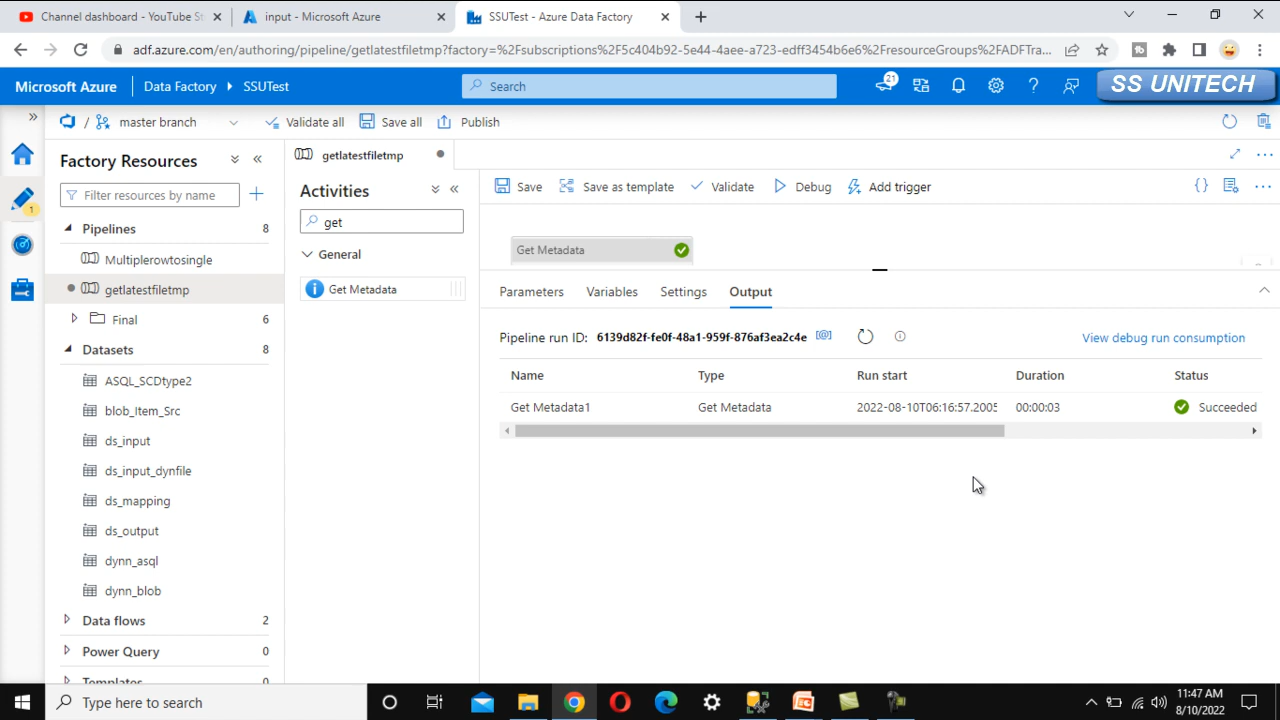 Channel dashboard - YouTube St
input - Microsoft Azure
SSUTest - Azure Data Factory
adf.azure.com/en/authoring/pipeline/getlatestfiletmp?factory=%2Fsubscriptions%2F5c404b92-5e44-4aee-a723-edff3454b6e6%2FresourceGroups%2FADFTra...
Microsoft Azure
Data Factory
SSUTest
Search
21
SS UNITECH
/
master branch
Validate all
Save all
Publish
1
Factory Resources
Filter resources by name
Pipelines
8
Multiplerowtosingle
getlatestfiletmp
Final
6
Datasets
8
ASQL_SCDtype2
blob_Item_Src
ds_input
ds_input_dynfile
ds_mapping
ds_output
dynn_asql
dynn_blob
Data flows
2
Power Query
0
Templates
getlatestfiletmp
Activities
get
General
Get Metadata
Save
Save as template
Validate
Debug
Add trigger
{}
Get Metadata
Parameters
Variables
Settings
Output
Pipeline run ID: 6139d82f-fe0f-48a1-959f-876af3ea2c4e [@]
View debug run consumption
Name
Type
Run start
Duration
Status
Get Metadata1
Get Metadata
2022-08-10T06:16:57.2005
00:00:03
Succeeded
Type here to search
11:47 AM
8/10/2022